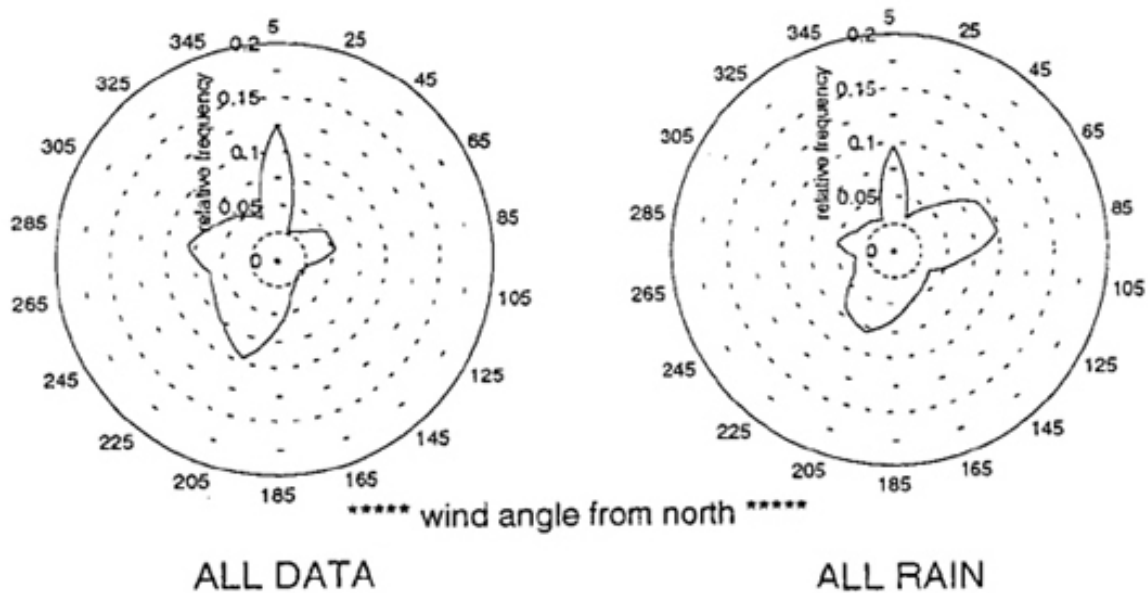 5
345 0.2 25
325 45
0.15
305 65
0.1
relative frequency
285 0.05 85
0
265 105
245 125
225 145
205 165
185
5
345 0.2 25
325 45
0.15
305 65
0.1
relative frequency
285 0.05 85
0
265 105
245 125
225 145
205 165
185
***** wind angle from north *****
ALL DATA ALL RAIN